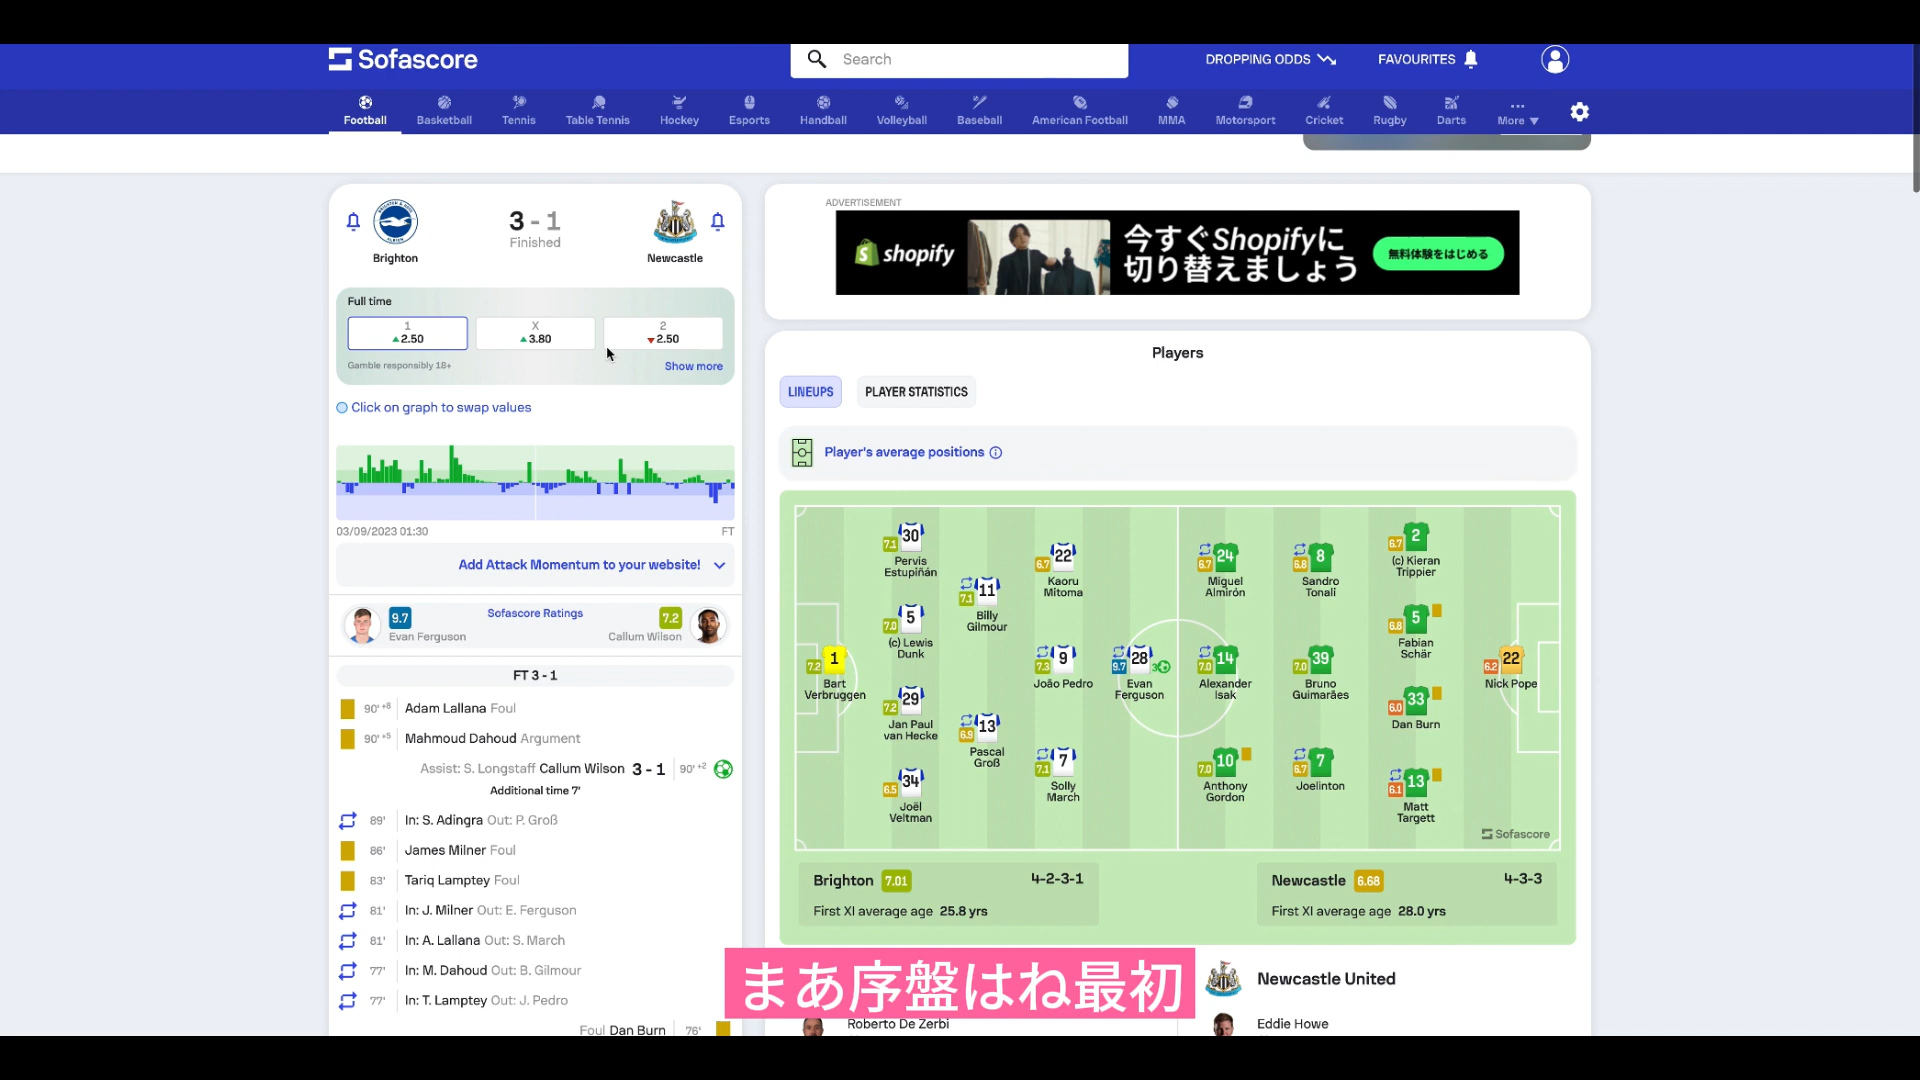 Sofascore
Search
DROPPING ODDS
FAVOURITES
Football
Basketball
Tennis
Table Tennis
Hockey
Esports
Handball
Volleyball
Baseball
American Football
MMA
Motorsport
Cricket
Rugby
Darts
More
Brighton
3 - 1
Finished
Newcastle
Full time
1
2.50
X
3.80
2
2.50
Gamble responsibly 18+
Show more
Click on graph to swap values
03/09/2023 01:30
FT
Add Attack Momentum to your website!
9.7
Evan Ferguson
Sofascore Ratings
7.2
Callum Wilson
FT 3 - 1
90' +8 Adam Lallana Foul
90' +5 Mahmoud Dahoud Argument
Assist: S. Longstaff Callum Wilson 3 - 1 90' +2
Additional time 7'
89' In: S. Adingra Out: P. Groß
86' James Milner Foul
83' Tariq Lamptey Foul
81' In: J. Milner Out: E. Ferguson
81' In: A. Lallana Out: S. March
77' In: M. Dahoud Out: B. Gilmour
77' In: T. Lamptey Out: J. Pedro
Foul Dan Burn 76'
ADVERTISEMENT
shopify
今すぐShopifyに
切り替えましょう
無料体験をはじめる
Players
LINEUPS
PLAYER STATISTICS
Player's average positions
1
7.2
Bart
Verbruggen
30
7.1
Pervis
Estupiñán
5
7.0
(c) Lewis
Dunk
29
7.2
Jan Paul
van Hecke
34
6.5
Joël
Veltman
11
7.1
Billy
Gilmour
13
6.9
Pascal
Groß
22
6.7
Kaoru
Mitoma
9
7.3
João Pedro
7
7.1
Solly
March
28
9.7
3
Evan
Ferguson
24
6.7
Miguel
Almirón
14
7.0
Alexander
Isak
10
7.0
Anthony
Gordon
8
6.8
Sandro
Tonali
39
7.0
Bruno
Guimarães
7
6.7
Joelinton
2
6.7
(c) Kieran
Trippier
5
6.8
Fabian
Schär
33
6.0
Dan Burn
13
6.1
Matt
Targett
22
6.2
Nick Pope
Sofascore
Brighton 7.01 4-2-3-1
First XI average age 25.8 yrs
Newcastle 6.68 4-3-3
First XI average age 28.0 yrs
Newcastle United
Roberto De Zerbi
Eddie Howe
まあ序盤はね最初